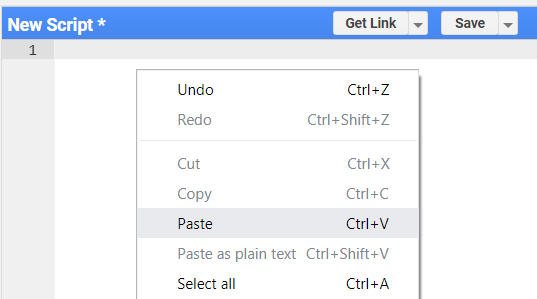 New Script *
Get Link
Save
1
Undo Ctrl+Z
Redo Ctrl+Shift+Z
Cut Ctrl+X
Copy Ctrl+C
Paste Ctrl+V
Paste as plain text Ctrl+Shift+V
Select all Ctrl+A